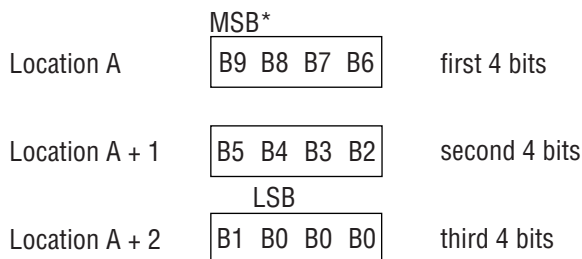 MSB*
Location A B9 B8 B7 B6 first 4 bits
Location A + 1 B5 B4 B3 B2 second 4 bits
LSB
Location A + 2 B1 B0 B0 B0 third 4 bits